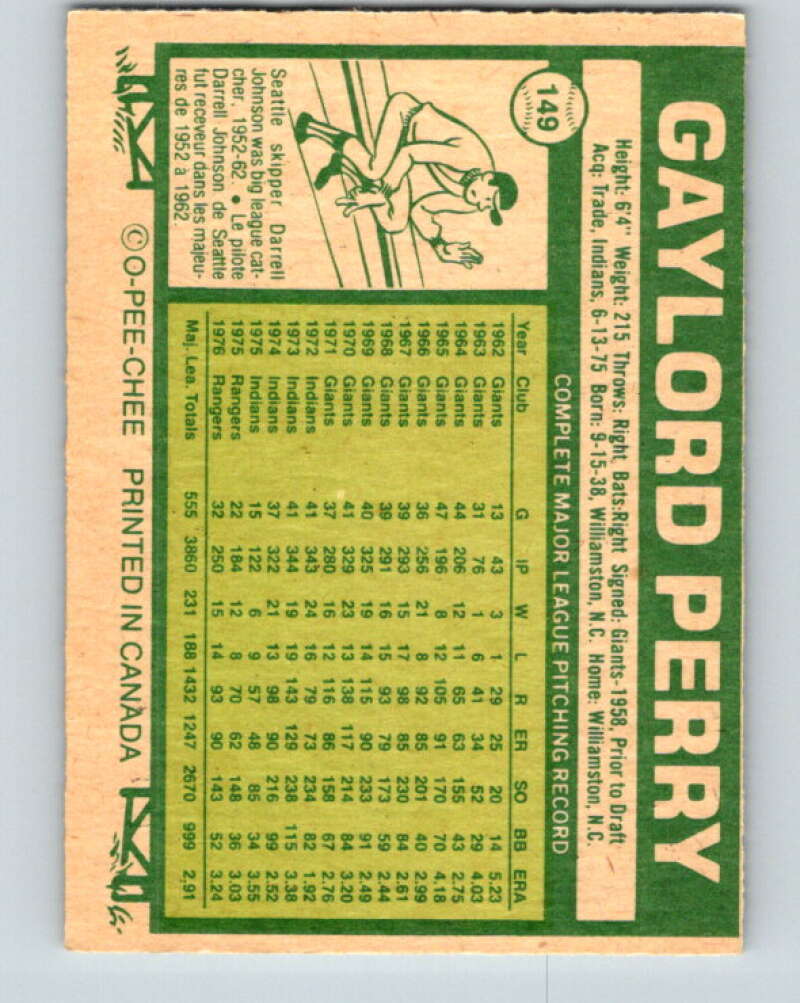 149
GAYLORD PERRY
Height: 6'4" Weight: 215 Throws: Right Bats: Right Signed: Giants-1958, Prior to Draft
Acq: Trade, Indians, 6-13-75 Born: 9-15-38, Williamston, N.C. Home: Williamston, N.C.
COMPLETE MAJOR LEAGUE PITCHING RECORD
Year Club G IP W L R ER SO BB ERA
1962 Giants 13 43 3 1 29 25 20 14 5.23
1963 Giants 31 76 1 6 41 34 52 29 4.03
1964 Giants 44 206 12 11 65 63 155 43 2.75
1965 Giants 47 196 8 12 105 91 170 70 4.18
1966 Giants 36 256 21 8 92 85 201 40 2.99
1967 Giants 39 293 15 17 98 85 230 84 2.61
1968 Giants 39 291 16 15 93 79 173 59 2.44
1969 Giants 40 325 19 14 115 90 233 91 2.49
1970 Giants 41 329 23 13 138 117 214 84 3.20
1971 Giants 37 280 16 12 116 86 158 67 2.76
1972 Indians 41 343 24 16 79 73 234 82 1.92
1973 Indians 41 344 19 19 143 129 238 115 3.38
1974 Indians 37 322 21 13 98 90 216 99 2.52
1975 Indians 15 122 6 9 57 48 85 34 3.55
1975 Rangers 22 184 12 8 70 62 148 36 3.03
1976 Rangers 32 250 15 14 93 90 143 52 3.24
Maj. Lea. Totals 555 3860 231 188 1432 1247 2670 999 2.91
Seattle skipper Darrell
Johnson was big league cat-
cher, 1952-62. • Le pilote
Darrell Johnson de Seattle
fut receveur dans les majeu-
res de 1952 à 1962.
©O-PEE-CHEE PRINTED IN CANADA